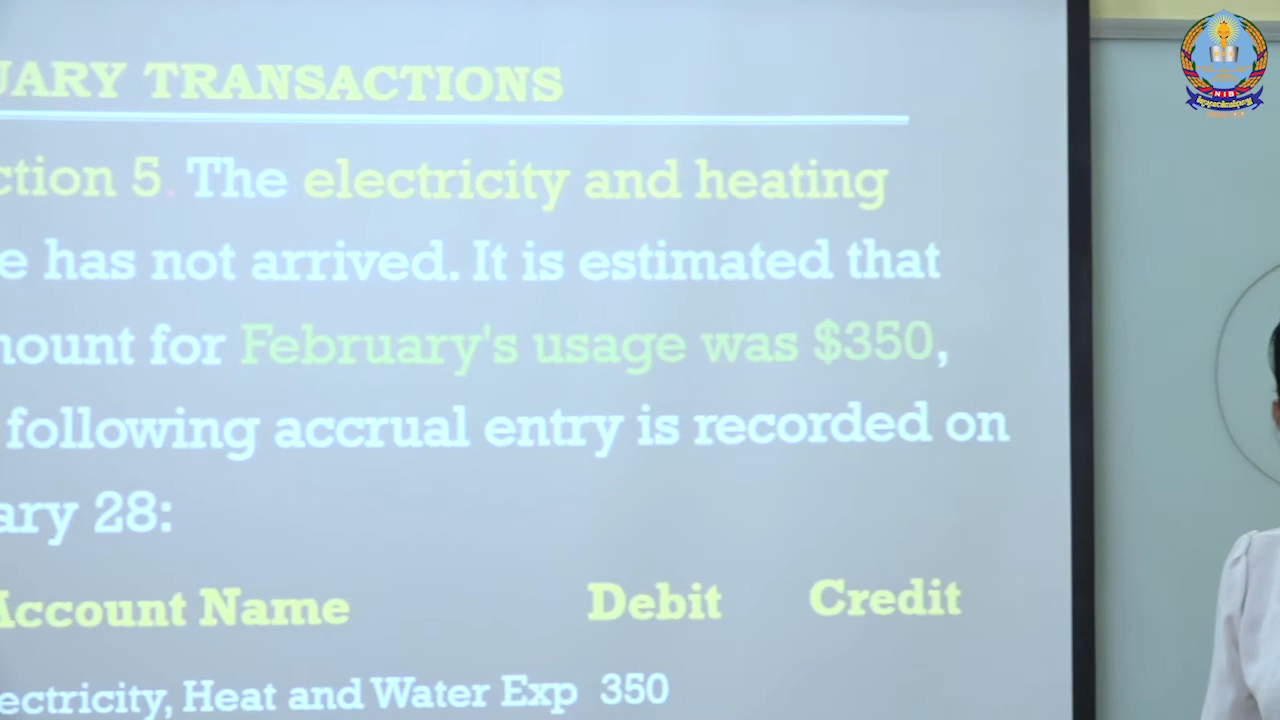 UARY TRANSACTIONS
ction 5. The electricity and heating
e has not arrived. It is estimated that
nount for February's usage was $350,
following accrual entry is recorded on
ary 28:
Account Name Debit Credit
ectricity, Heat and Water Exp 350
NIB